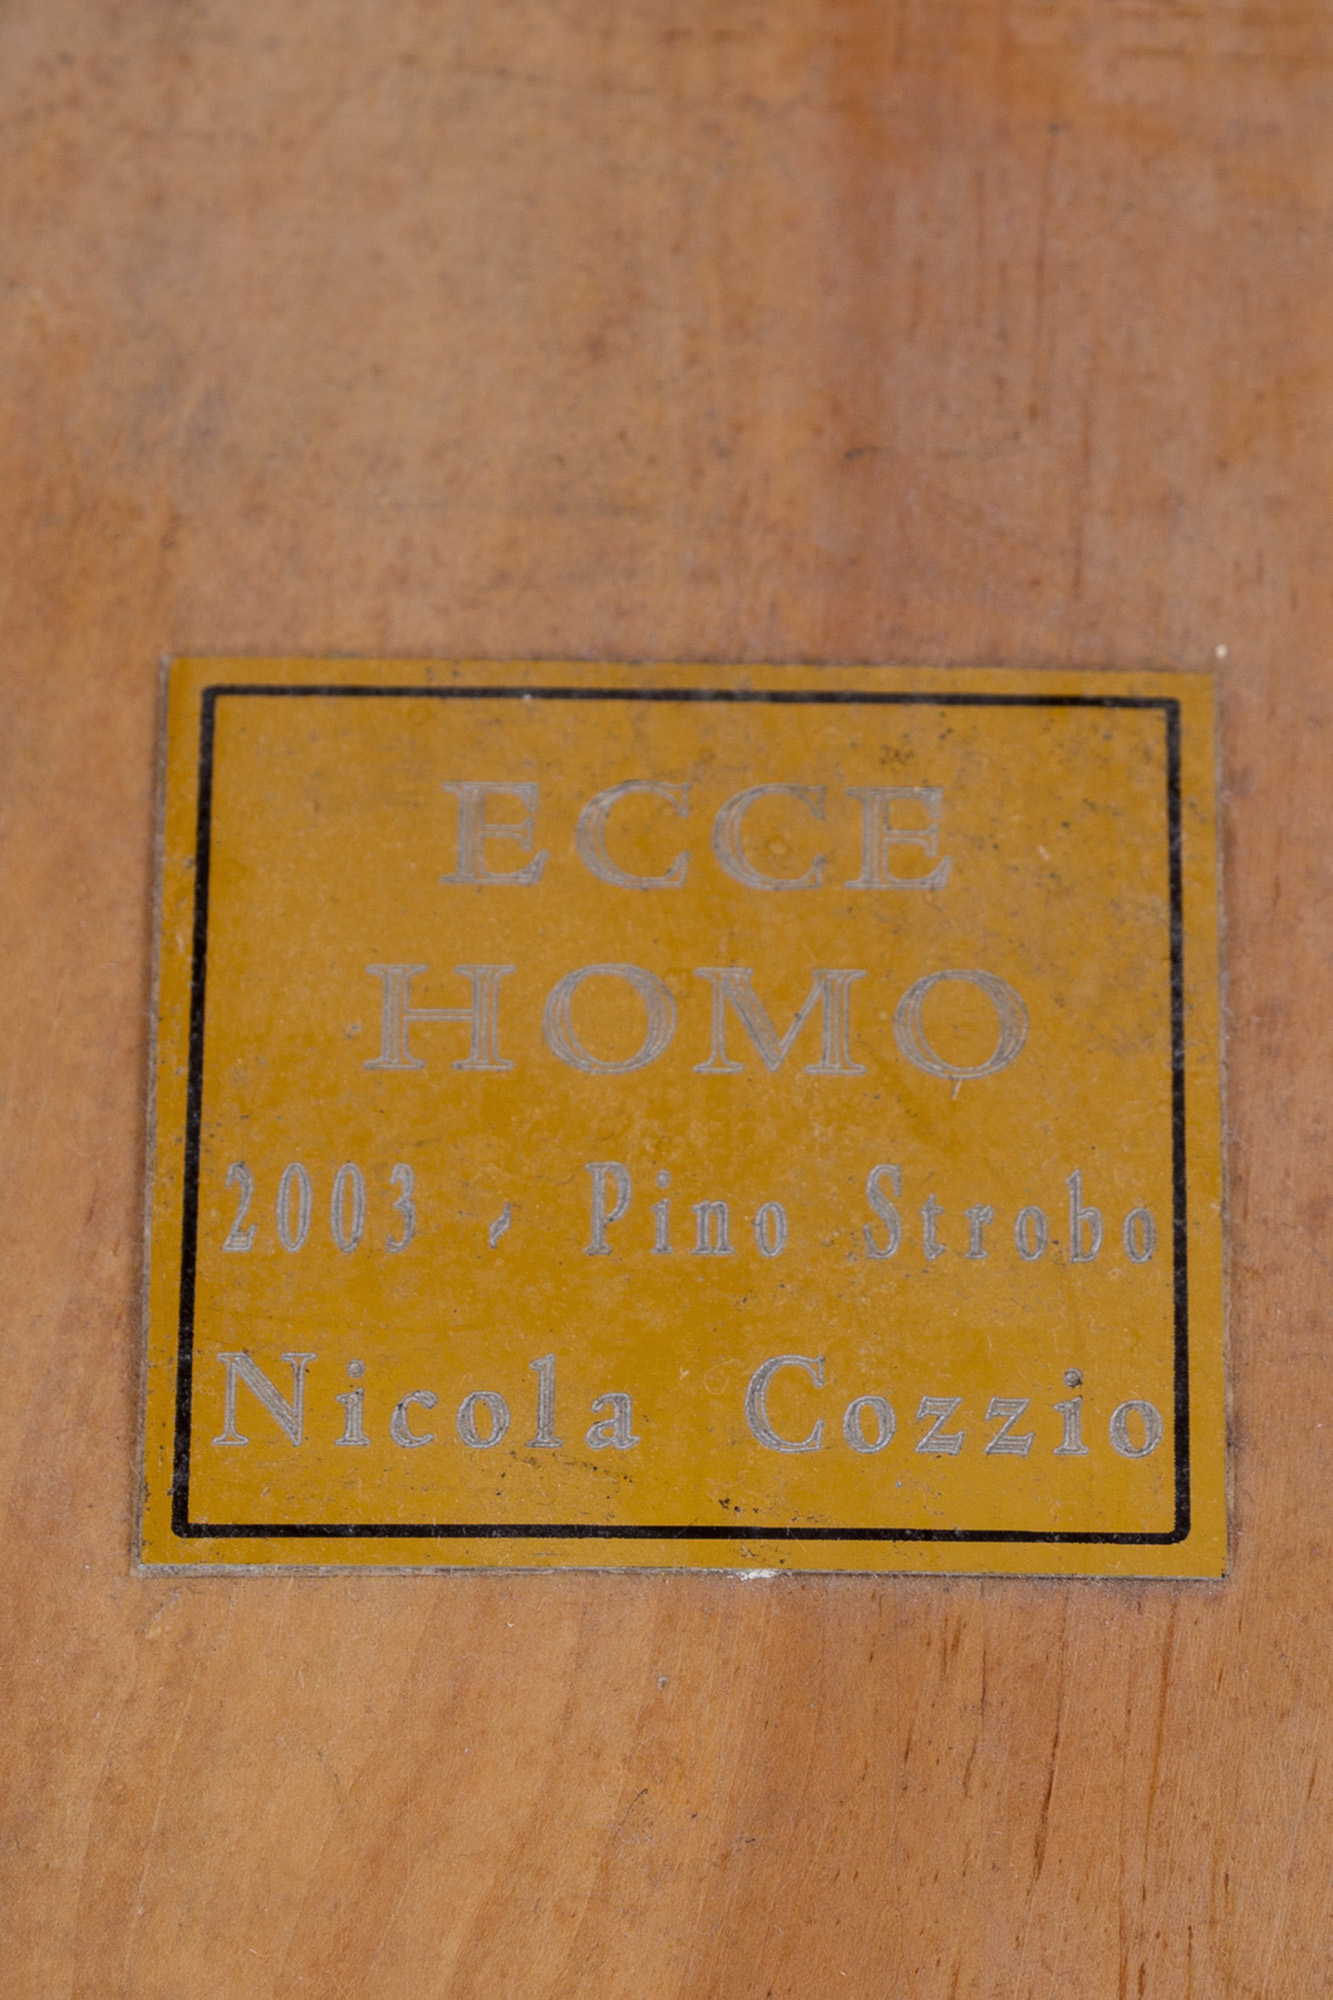 ECCE
HOMO
2003 - Pino Strobo
Nicola Cozzio